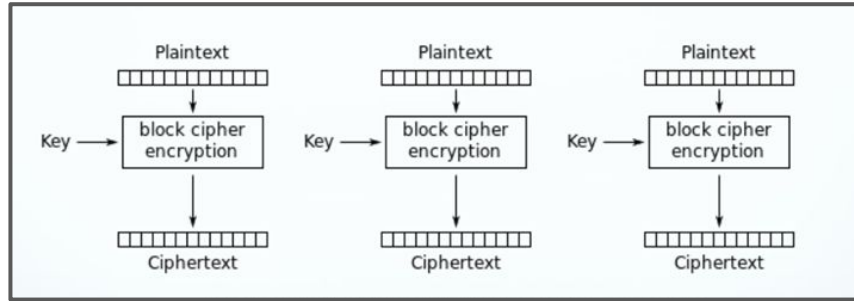 Plaintext
Plaintext
Plaintext
Key
block cipher
encryption
Key
block cipher
encryption
Key
block cipher
encryption
Ciphertext
Ciphertext
Ciphertext